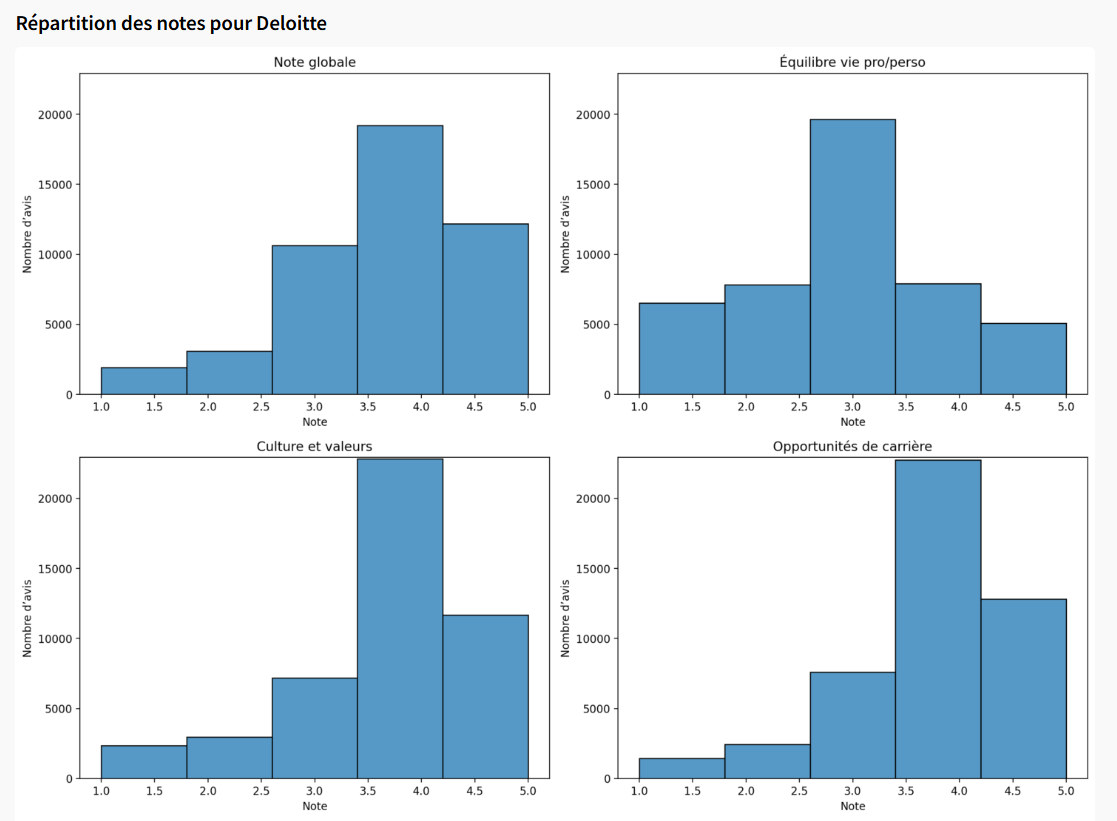 Répartition des notes pour Deloitte
Note globale
Nombre d'avis
20000
15000
10000
5000
0
1.0 1.5 2.0 2.5 3.0 3.5 4.0 4.5 5.0
Note
Équilibre vie pro/perso
Nombre d'avis
20000
15000
10000
5000
0
1.0 1.5 2.0 2.5 3.0 3.5 4.0 4.5 5.0
Note
Culture et valeurs
Nombre d'avis
20000
15000
10000
5000
0
1.0 1.5 2.0 2.5 3.0 3.5 4.0 4.5 5.0
Note
Opportunités de carrière
Nombre d'avis
20000
15000
10000
5000
0
1.0 1.5 2.0 2.5 3.0 3.5 4.0 4.5 5.0
Note